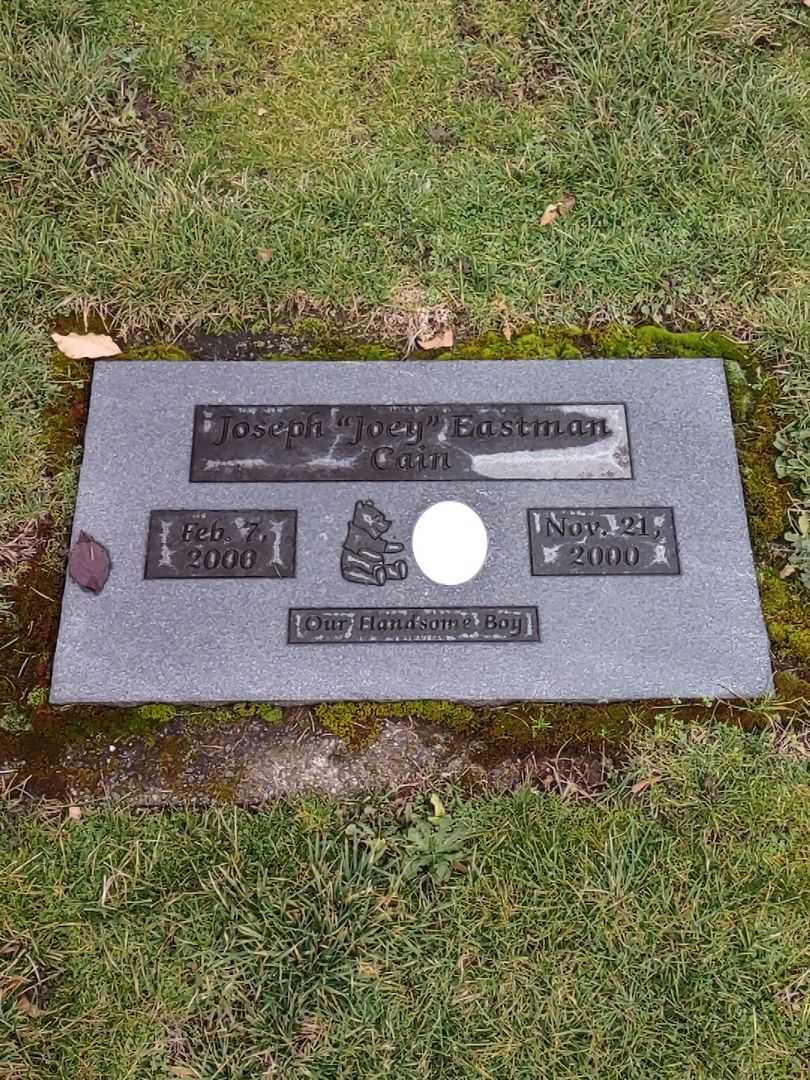 Joseph “Joey” Eastman
Cain
Feb. 7,
2000
Nov. 21,
2000
Our Handsome Boy